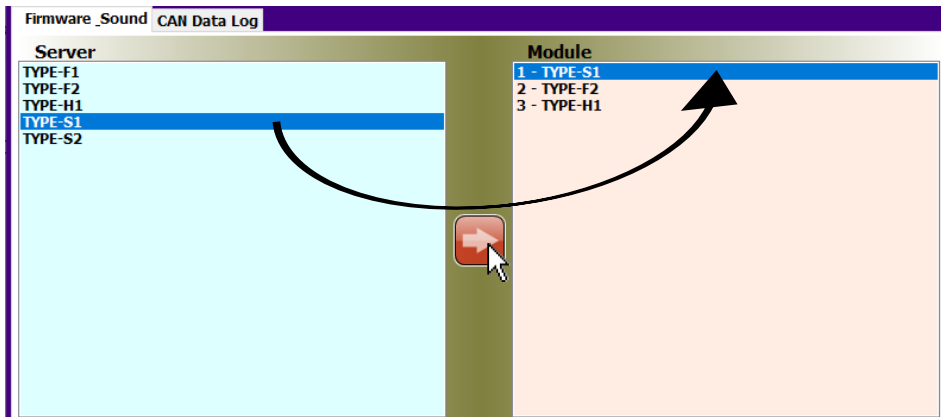 Firmware _Sound CAN Data Log
Server
TYPE-F1
TYPE-F2
TYPE-H1
TYPE-S1
TYPE-S2
Module
1 - TYPE-S1
2 - TYPE-F2
3 - TYPE-H1